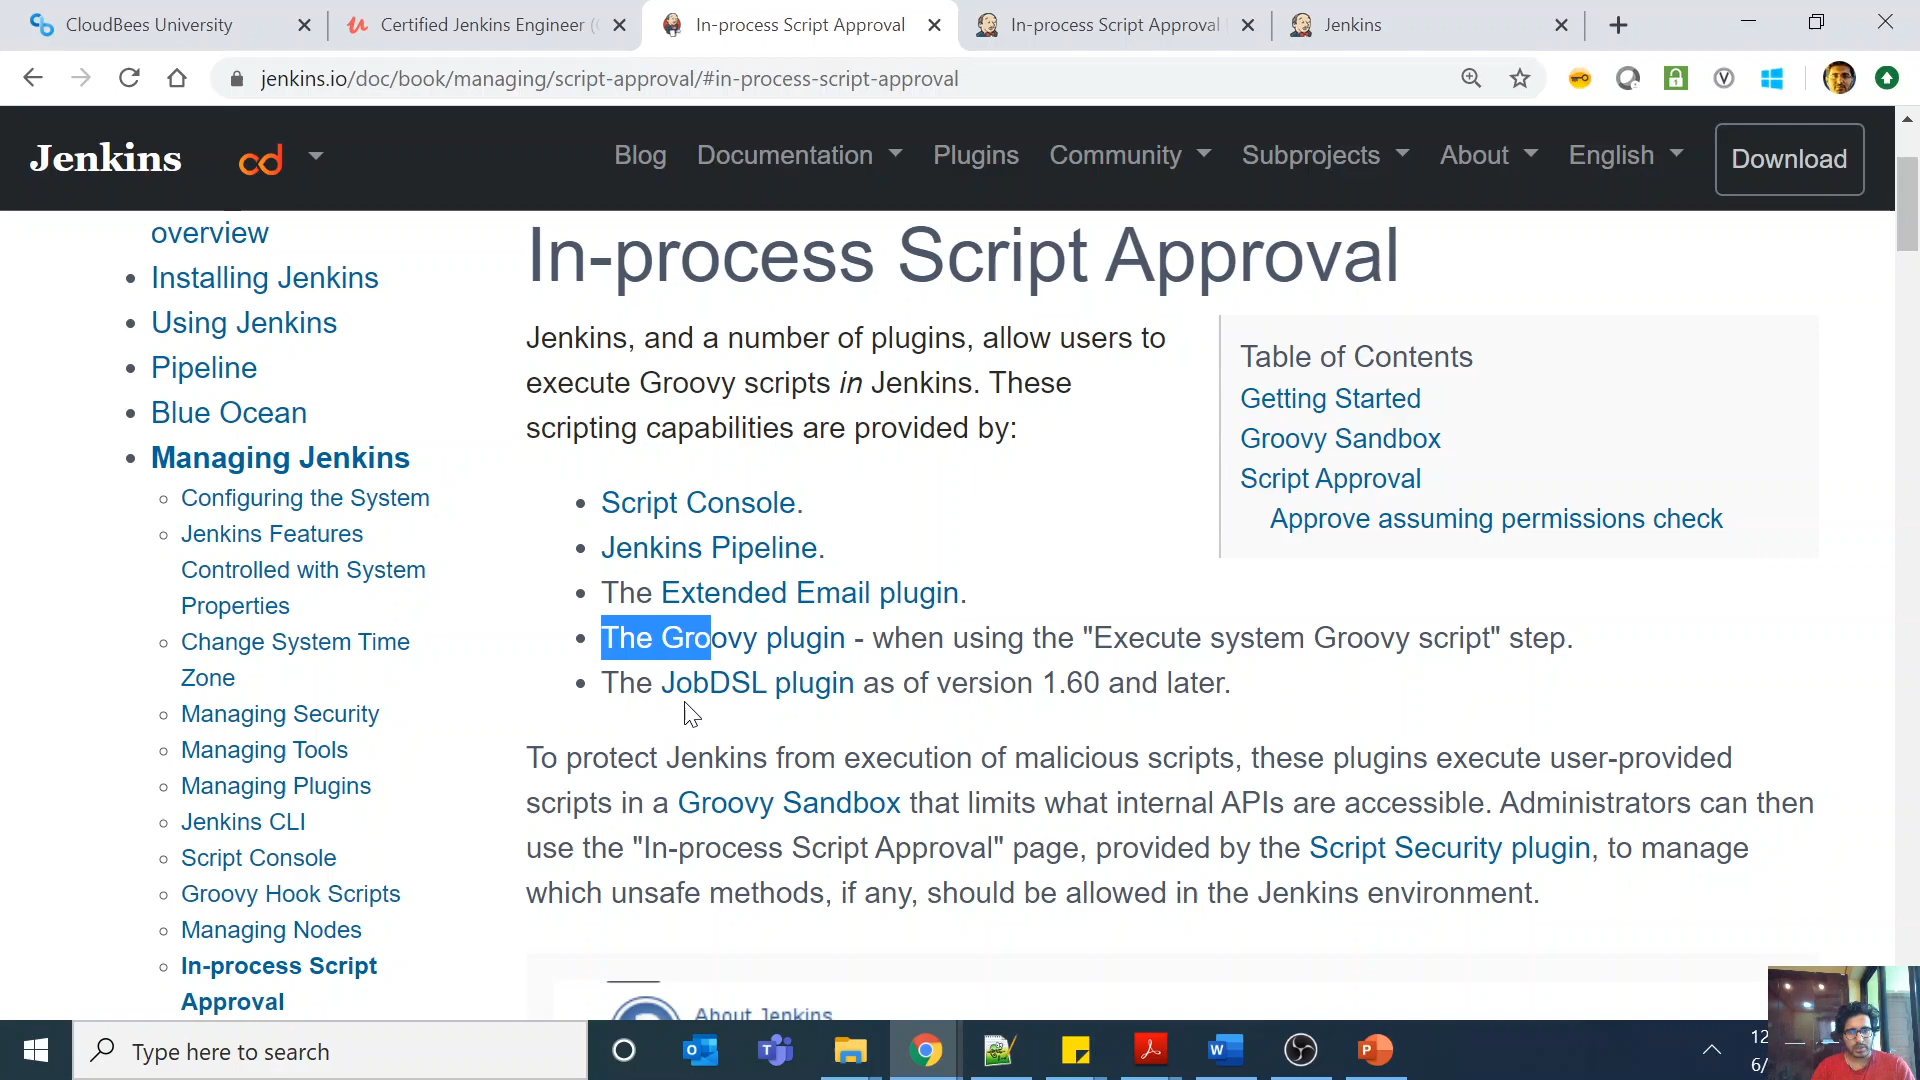 CloudBees University
Certified Jenkins Engineer (
In-process Script Approval
In-process Script Approval
Jenkins
jenkins.io/doc/book/managing/script-approval/#in-process-script-approval
Jenkins
cd
Blog
Documentation
Plugins
Community
Subprojects
About
English
Download
overview
Installing Jenkins
Using Jenkins
Pipeline
Blue Ocean
Managing Jenkins
Configuring the System
Jenkins Features
Controlled with System
Properties
Change System Time
Zone
Managing Security
Managing Tools
Managing Plugins
Jenkins CLI
Script Console
Groovy Hook Scripts
Managing Nodes
In-process Script
Approval
In-process Script Approval
Jenkins, and a number of plugins, allow users to
execute Groovy scripts in Jenkins. These
scripting capabilities are provided by:
Script Console.
Jenkins Pipeline.
The Extended Email plugin.
The Groovy plugin - when using the "Execute system Groovy script" step.
The JobDSL plugin as of version 1.60 and later.
Table of Contents
Getting Started
Groovy Sandbox
Script Approval
Approve assuming permissions check
To protect Jenkins from execution of malicious scripts, these plugins execute user-provided
scripts in a Groovy Sandbox that limits what internal APIs are accessible. Administrators can then
use the "In-process Script Approval" page, provided by the Script Security plugin, to manage
which unsafe methods, if any, should be allowed in the Jenkins environment.
About Jenkins
Type here to search
12
6/